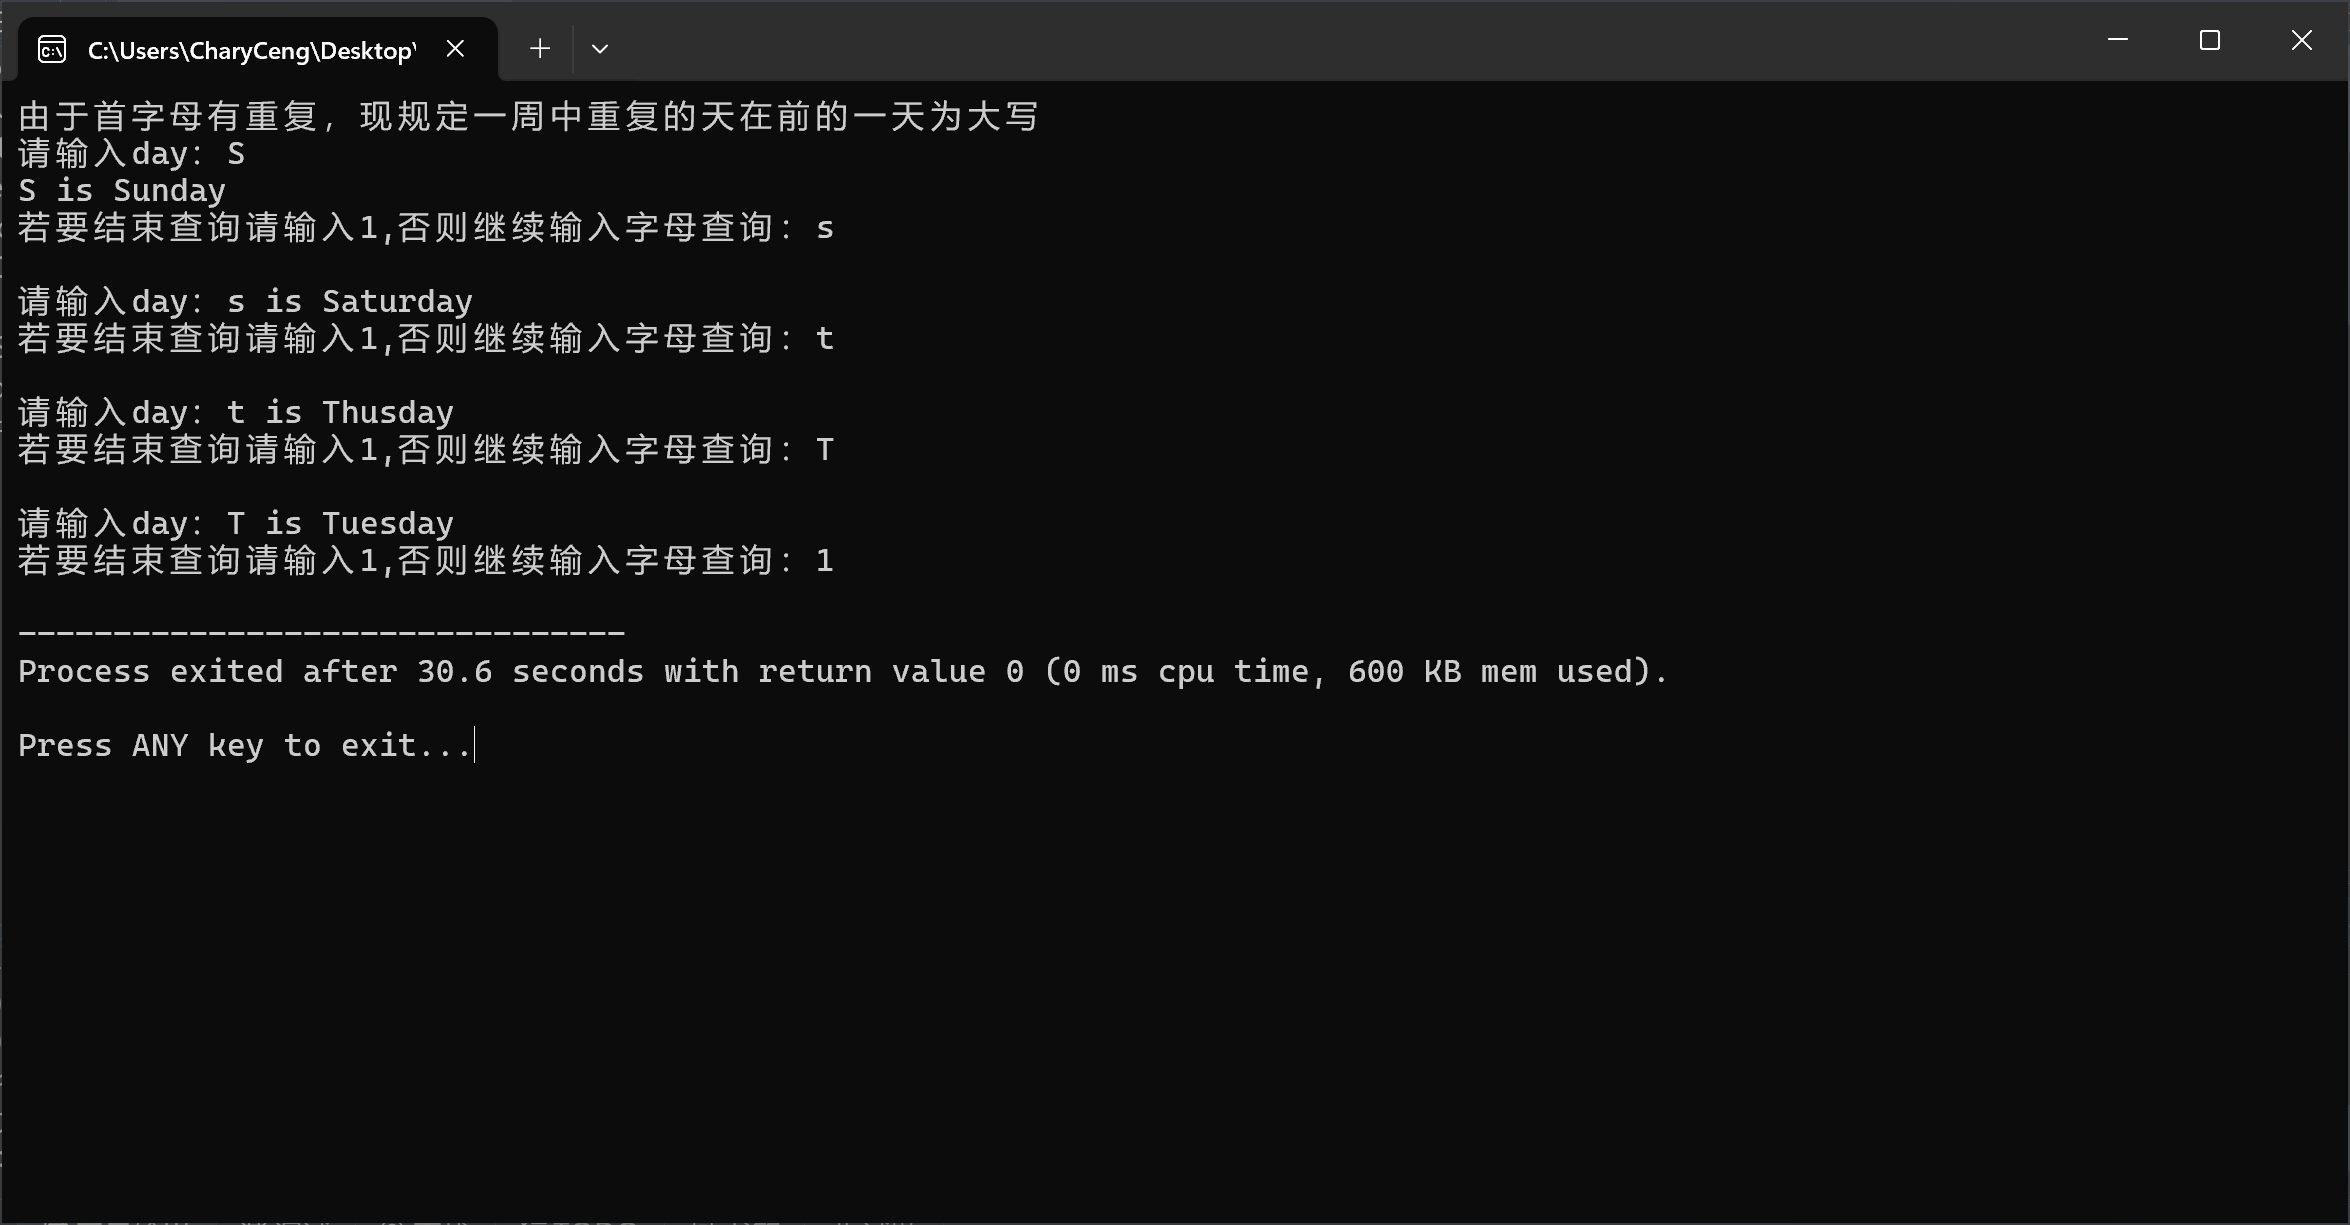 C:\Users\CharyCeng\Desktop\
由于首字母有重复，现规定一周中重复的天在前的一天为大写
请输入day：S
S is Sunday
若要结束查询请输入1,否则继续输入字母查询：s
请输入day：s is Saturday
若要结束查询请输入1,否则继续输入字母查询：t
请输入day：t is Thusday
若要结束查询请输入1,否则继续输入字母查询：T
请输入day：T is Tuesday
若要结束查询请输入1,否则继续输入字母查询：1
--------------------------------
Process exited after 30.6 seconds with return value 0 (0 ms cpu time, 600 KB mem used).
Press ANY key to exit...